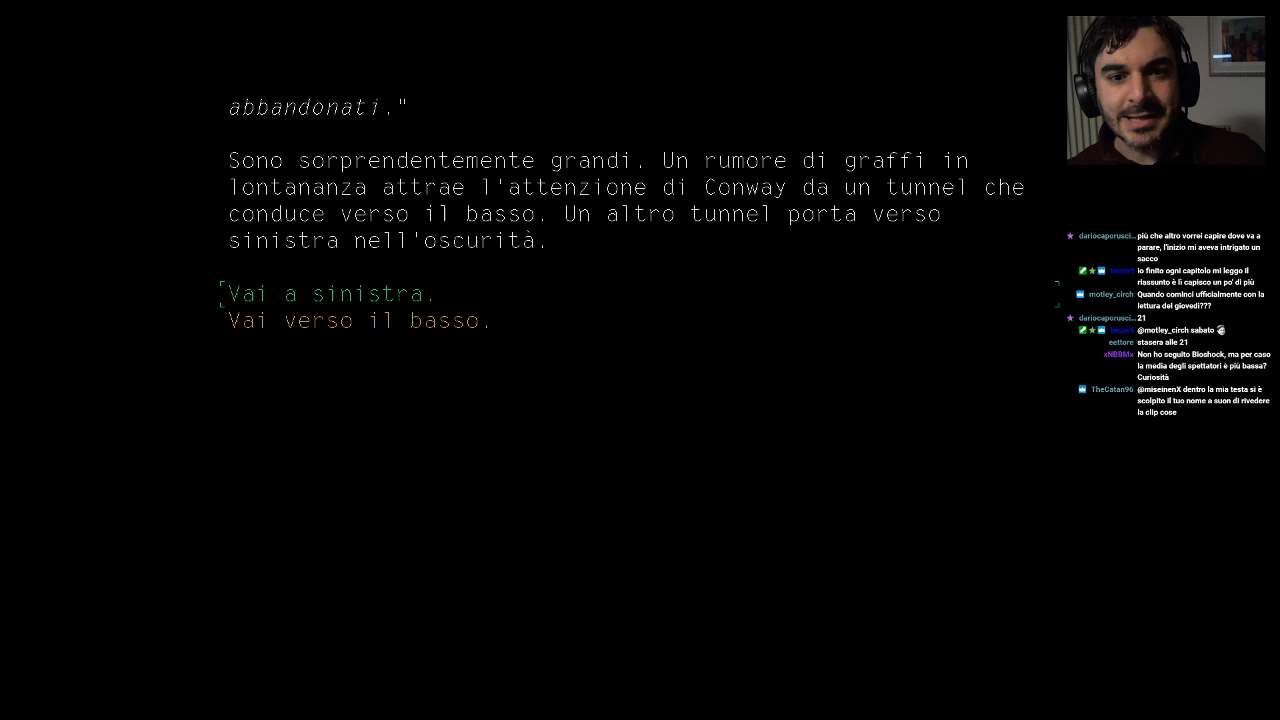 abbandonati."
Sono sorprendentemente grandi. Un rumore di graffi in
lontananza attrae l'attenzione di Conway da un tunnel che
conduce verso il basso. Un altro tunnel porta verso
sinistra nell'oscurità.
Vai a sinistra.
Vai verso il basso.
dariocaporusci... più che altro vorrei capire dove va a
parare, l'inizio mi aveva intrigato un
sacco
io finito ogni capitolo mi leggo il
riassunto è lì capisco un po' di più
motley_circh Quando cominci ufficialmente con la
lettura del giovedì???
dariocaporusci... 21
@motley_circh sabato
eettore stasera alle 21
xNBBMx Non ho seguito Bioshock, ma per caso
la media degli spettatori è più bassa?
Curiosità
TheCatan96 @miseinenX dentro la mia testa si è
scolpito il tuo nome a suon di rivedere
la clip cose